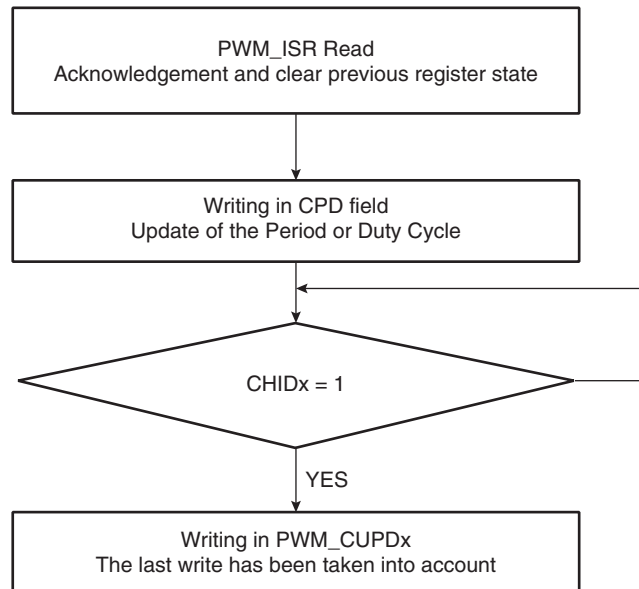 PWM_ISR Read
Acknowledgement and clear previous register state
Writing in CPD field
Update of the Period or Duty Cycle
CHIDx = 1
YES
Writing in PWM_CUPDx
The last write has been taken into account